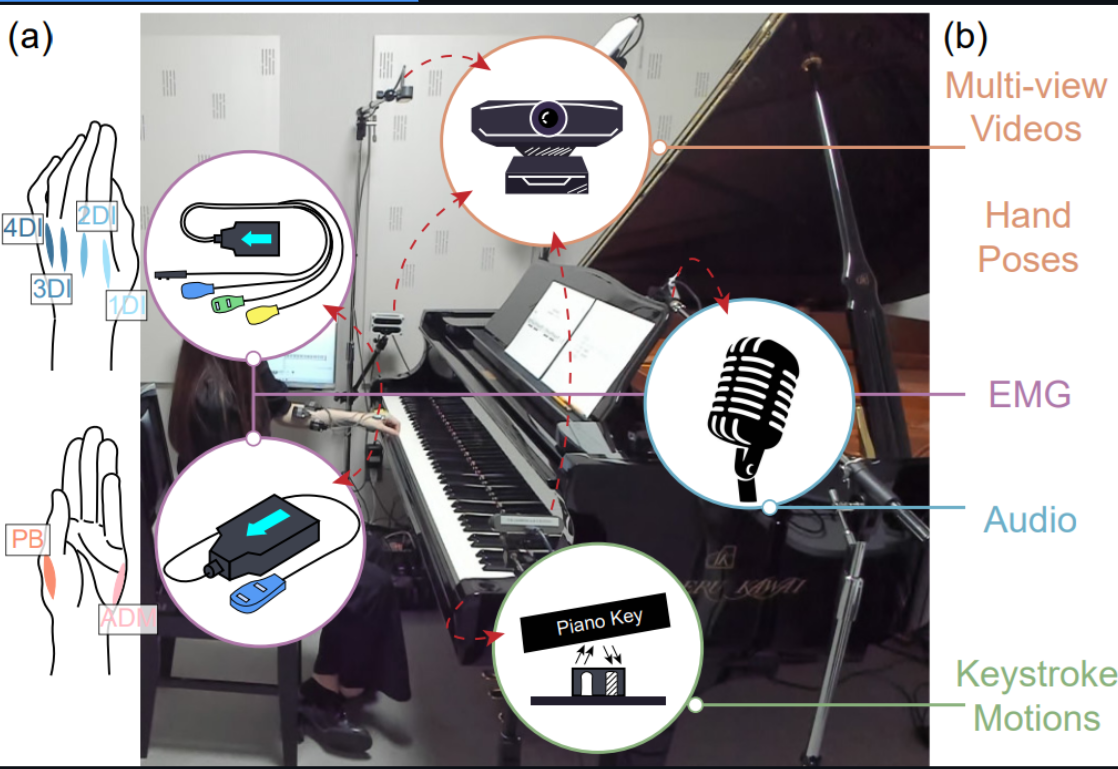 (a)
(b)
Multi-view
Videos
Hand
Poses
4DI
2DI
3DI
1DI
EMG
Audio
PB
ADM
Piano Key
KAWAI
Keystroke
Motions